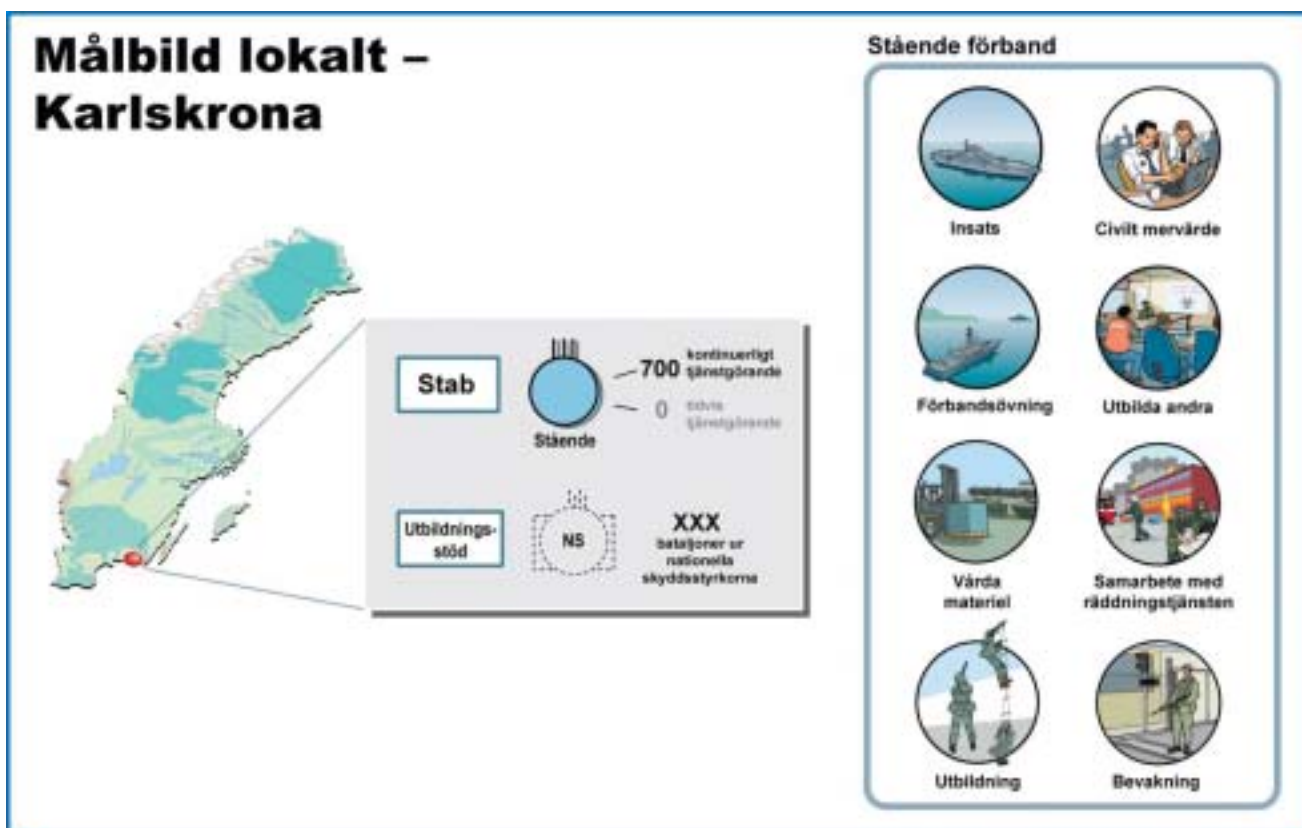 Målbild lokalt –
Karlskrona
Stab
Stående
700 kontinuerligt
tjänstgörande
0 tidvis
tjänstgörande
Utbildnings-
stöd
NS
XXX
bataljoner ur
nationella
skyddsstyrkorna
Stående förband
Insats
Civilt mervärde
Förbandsövning
Utbilda andra
Vårda
materiel
Samarbete med
räddningstjänsten
Utbildning
Bevakning